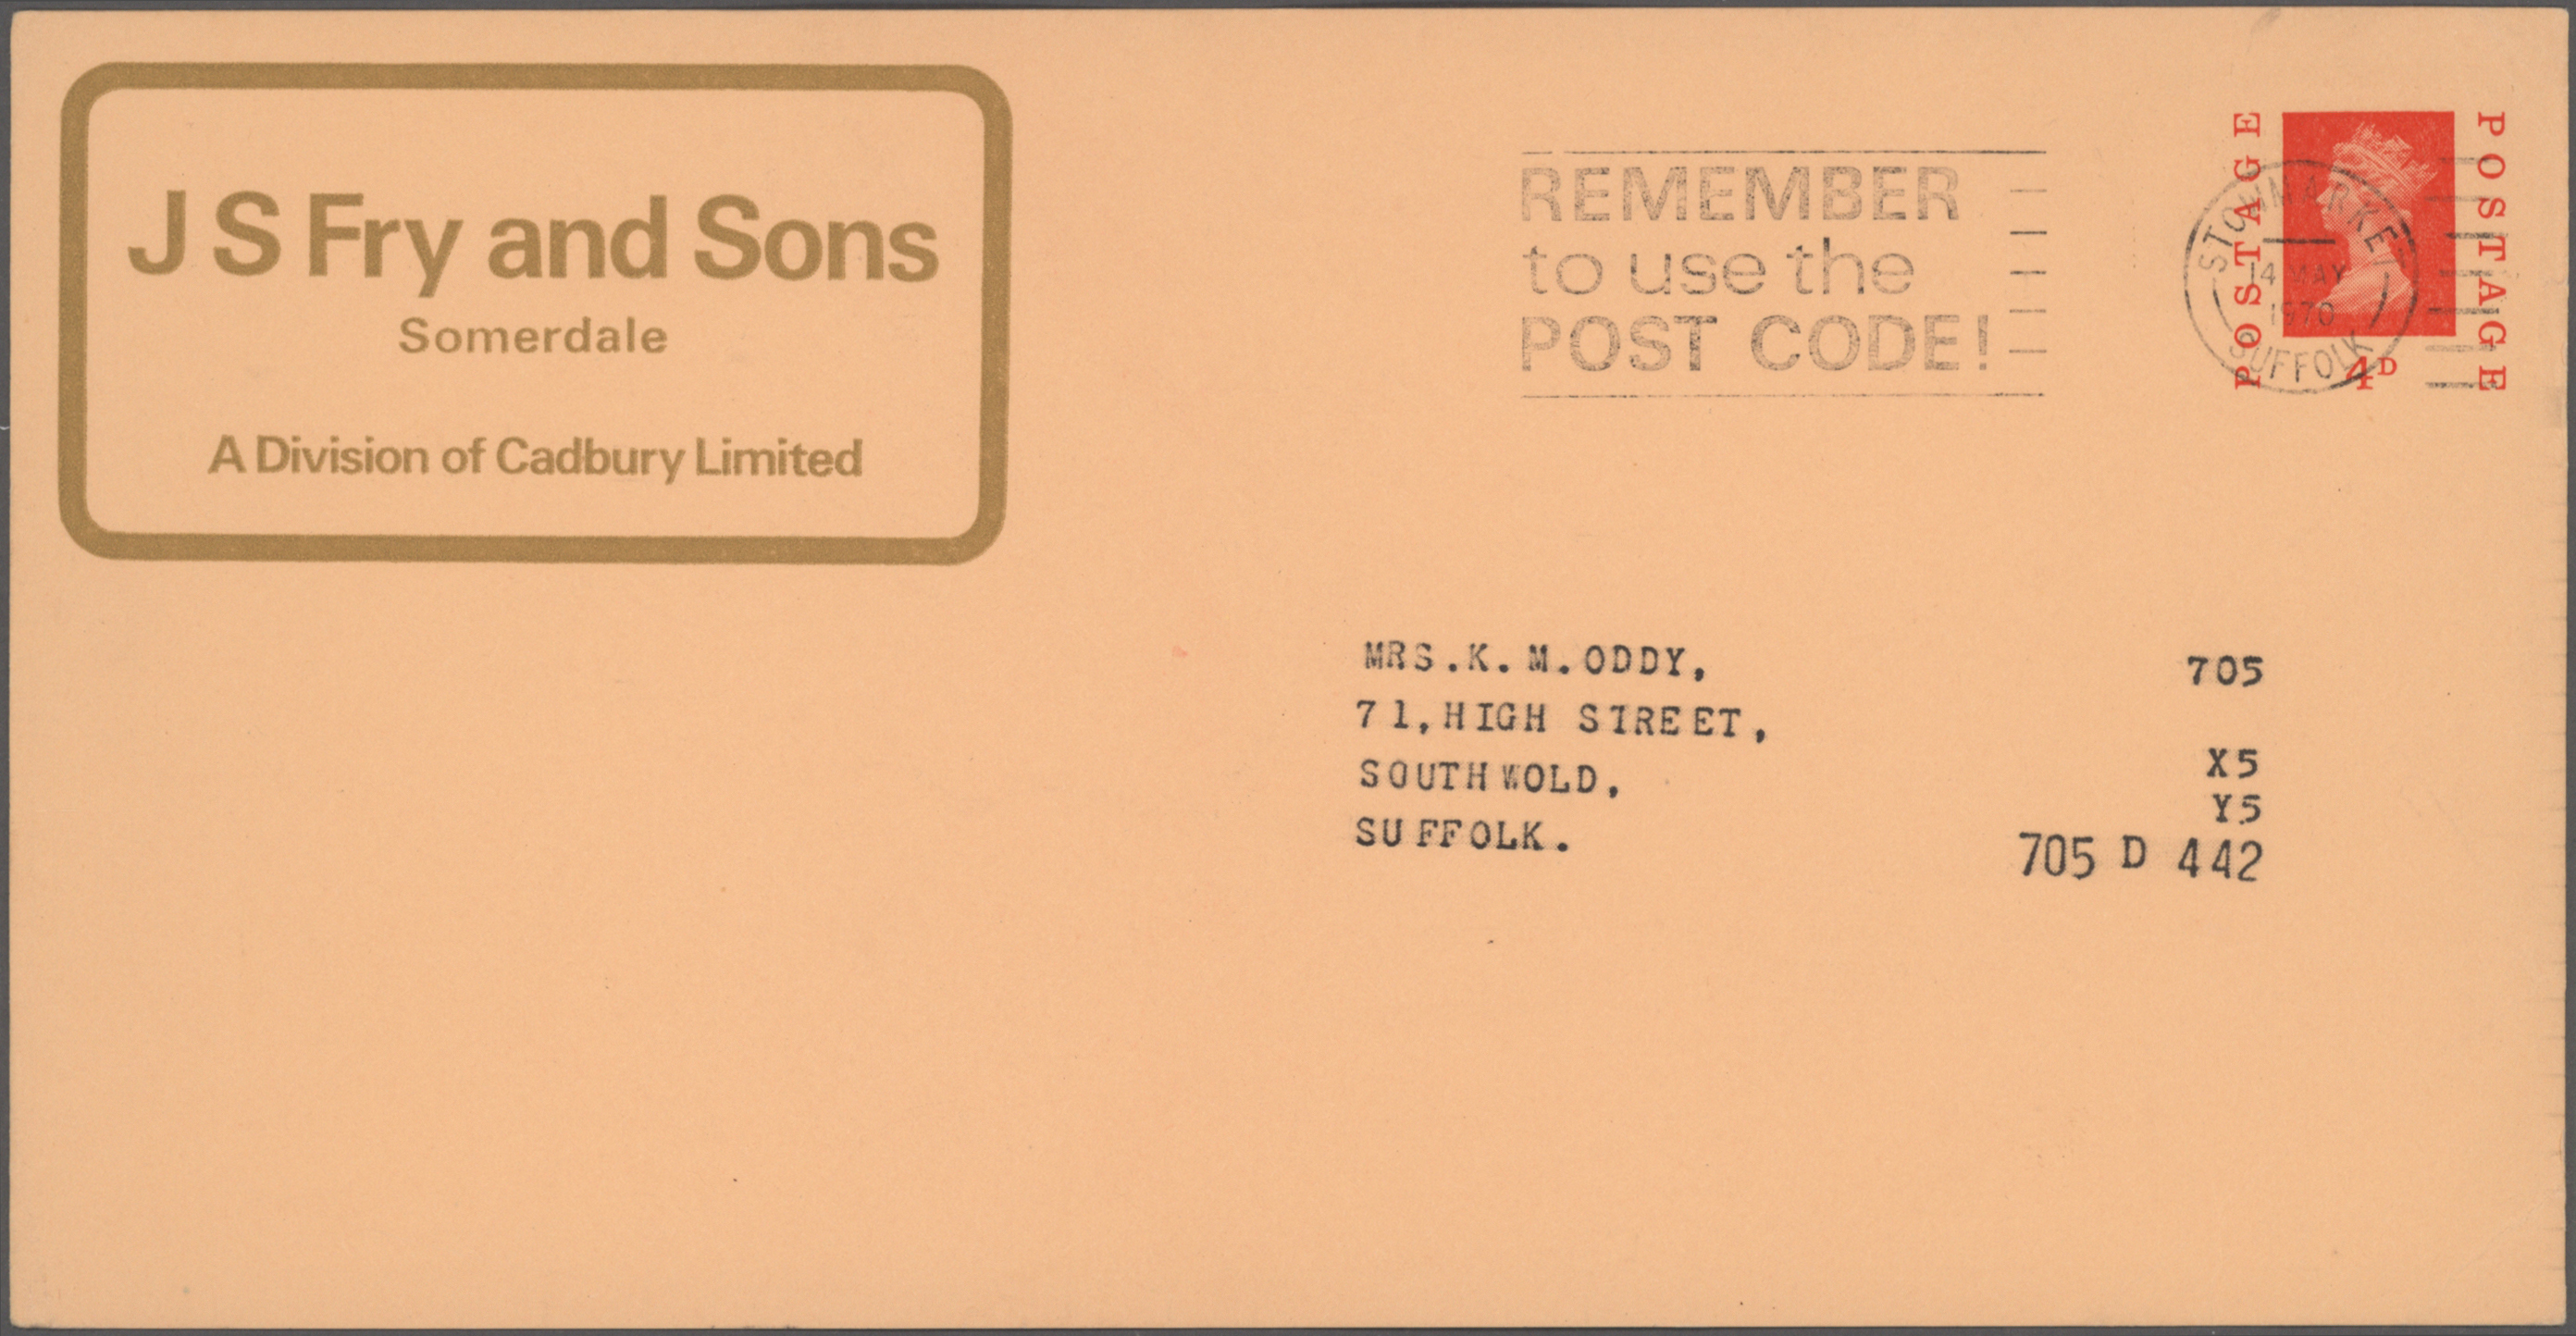 J S Fry and Sons
Somerdale
A Division of Cadbury Limited
REMEMBER
to use the
POST CODE!
POSTAGE
POSTAGE
4D
STOWMARKET
14 MAY
1970
SUFFOLK
MRS.K.M.ODDY,
71,HIGH STREET,
SOUTHWOLD,
SUFFOLK.
705
X5
Y5
705 D 442